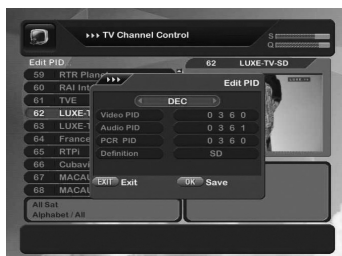 TV Channel Control
S
Q
Edit PID
62 LUXE-TV-SD
59 RTR Plane
60 RAI Int
61 TVE
62 LUXE-T
63 LUXE-T
64 France
65 RTPi
66 Cubavi
67 MACAU
68 MACAU
Edit PID
DEC
Video PID 0 3 6 0
Audio PID 0 3 6 1
PCR PID 0 3 6 0
Definition SD
EXIT Exit
OK Save
All Sat
Alphabet / All